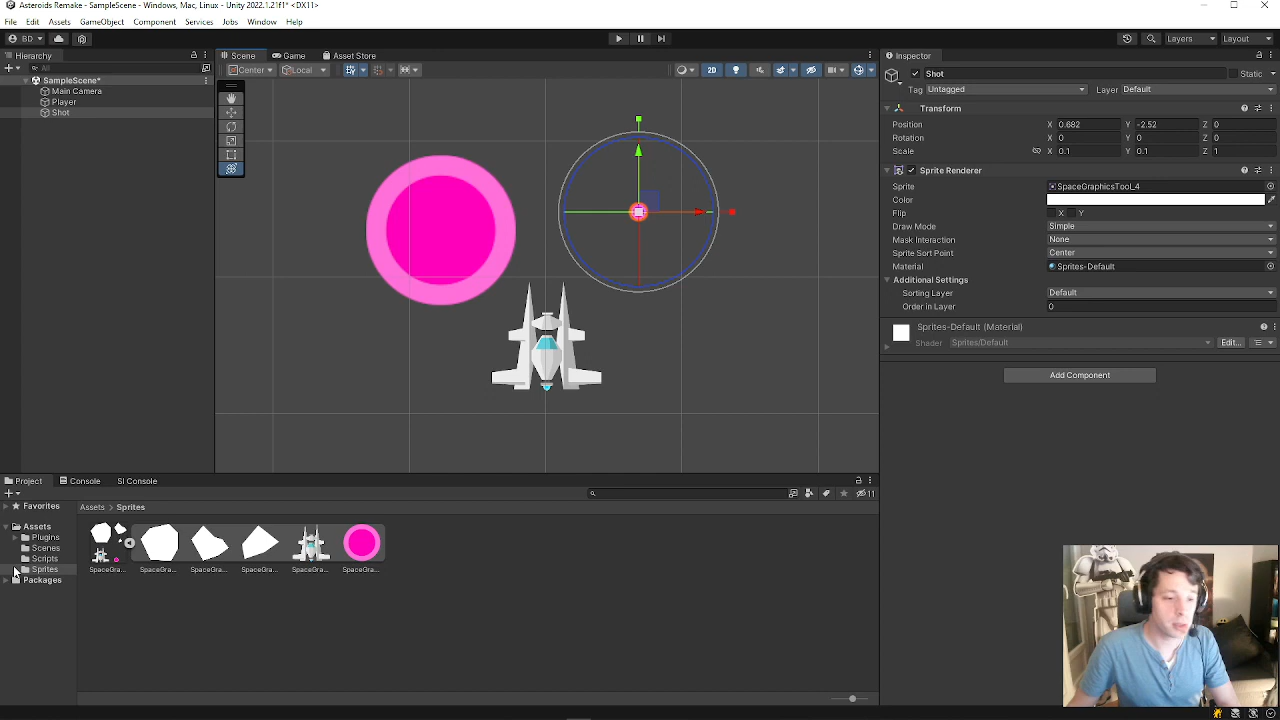 Asteroids Remake - SampleScene - Windows, Mac, Linux - Unity 2022.1.21f1* <DX11>
File Edit Assets GameObject Component Services Jobs Window Help
BD Layers Layout
Hierarchy Scene Game Asset Store Inspector
All Center Local 2D
SampleScene*
Main Camera
Player
Shot
Shot Static
Tag Untagged Layer Default
Transform
Position X 0.682 Y -2.52 Z 0
Rotation X 0 Y 0 Z 0
Scale X 0.1 Y 0.1 Z 1
Sprite Renderer
Sprite SpaceGraphicsTool_4
Color
Flip X Y
Draw Mode Simple
Mask Interaction None
Sprite Sort Point Center
Material Sprites-Default
Additional Settings
Sorting Layer Default
Order in Layer 0
Sprites-Default (Material)
Shader Sprites/Default Edit...
Add Component
Project Console SI Console
11
Favorites
Assets > Sprites
Assets
Plugins
Scenes
Scripts
Sprites
Packages
SpaceGra... SpaceGra... SpaceGra... SpaceGra... SpaceGra... SpaceGra...